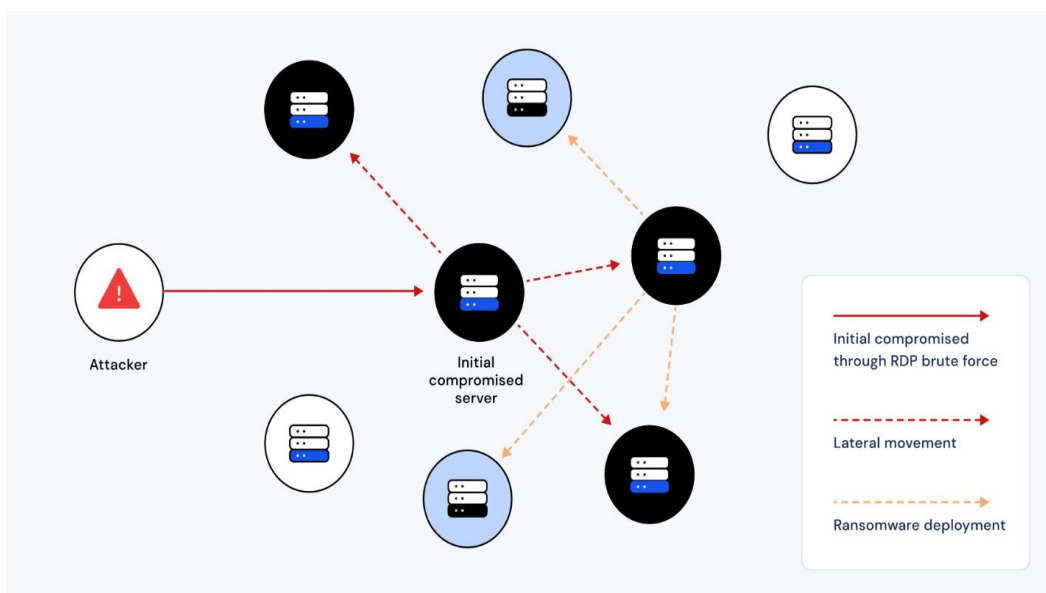 Attacker
Initial
compromised
server
Initial compromised
through RDP brute force
Lateral movement
Ransomware deployment